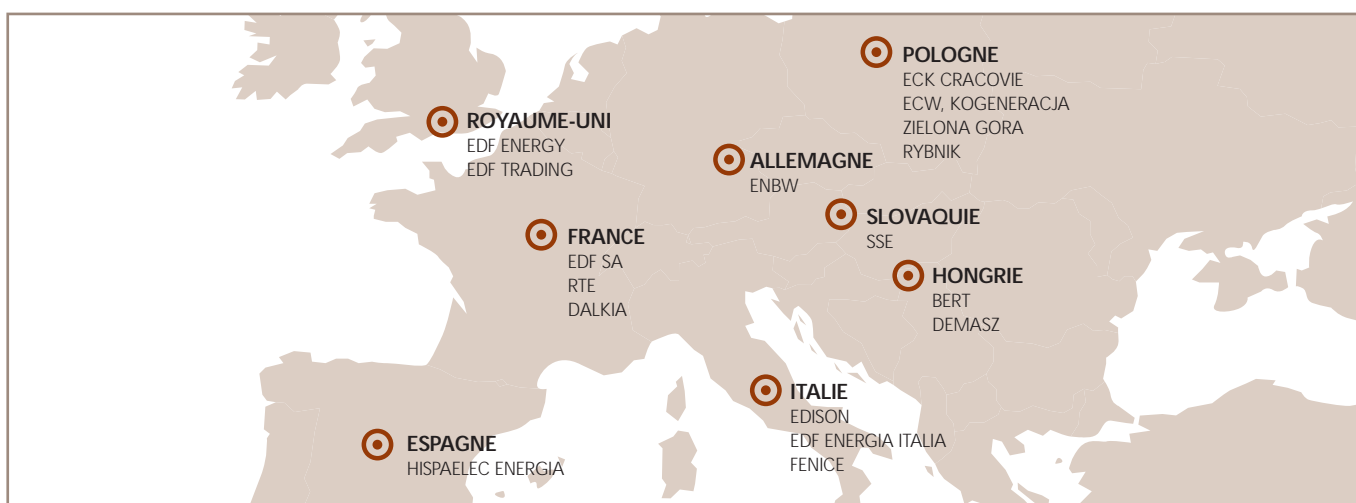 POLOGNE
ECK CRACOVIE
ECW, KOGENERACJA
ZIELONA GORA
RYBNIK
ROYAUME-UNI
EDF ENERGY
EDF TRADING
ALLEMAGNE
ENBW
SLOVAQUIE
SSE
FRANCE
EDF SA
RTE
DALKIA
HONGRIE
BERT
DEMASZ
ITALIE
EDISON
EDF ENERGIA ITALIA
FENICE
ESPAGNE
HISPAELEC ENERGIA